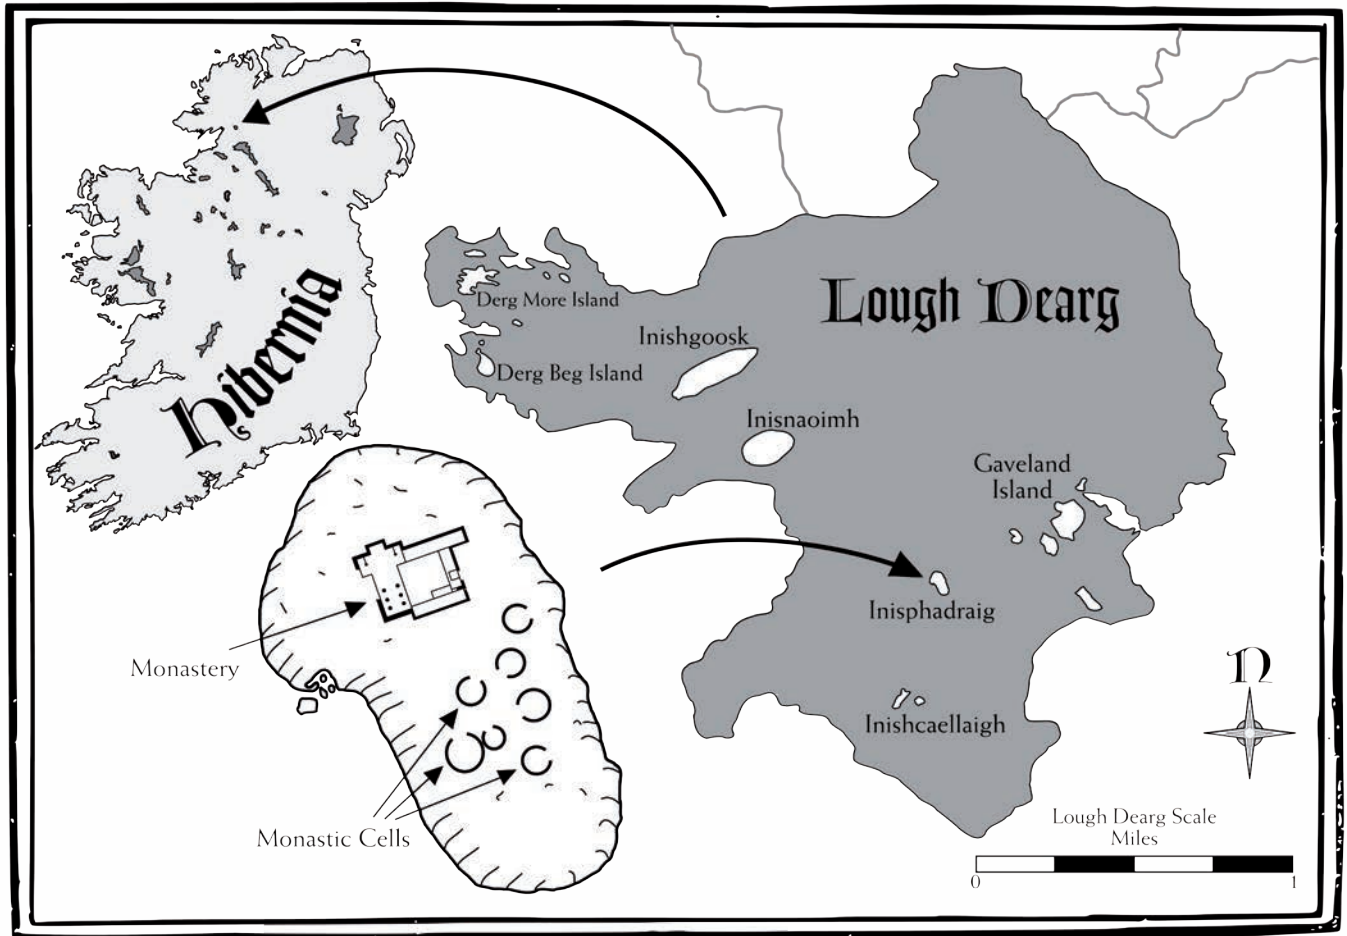 Hibernia
Lough Dearg
Derg More Island
Inishgoosk
Derg Beg Island
Inisnaoimh
Gaveland
Island
Inisphadraig
Monastery
Inishcaellaigh
Monastic Cells
N
Lough Dearg Scale
Miles
0 1